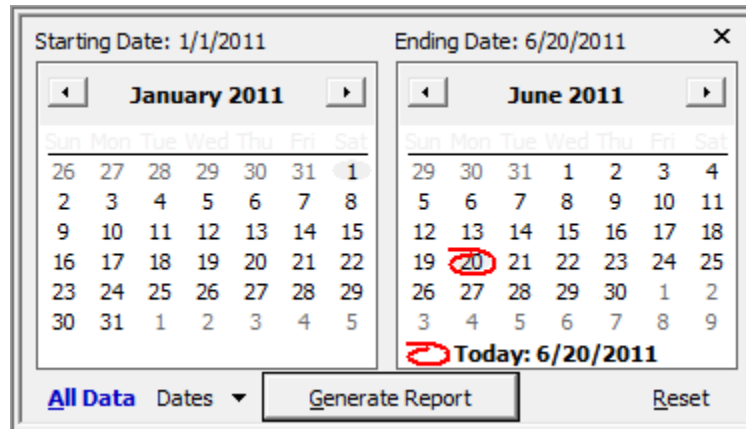 Starting Date: 1/1/2011
January 2011
Sun Mon Tue Wed Thu Fri Sat
26 27 28 29 30 31 1
2 3 4 5 6 7 8
9 10 11 12 13 14 15
16 17 18 19 20 21 22
23 24 25 26 27 28 29
30 31 1 2 3 4 5
Ending Date: 6/20/2011
June 2011
Sun Mon Tue Wed Thu Fri Sat
29 30 31 1 2 3 4
5 6 7 8 9 10 11
12 13 14 15 16 17 18
19 20 21 22 23 24 25
26 27 28 29 30 1 2
3 4 5 6 7 8 9
Today: 6/20/2011
All Data Dates Generate Report Reset